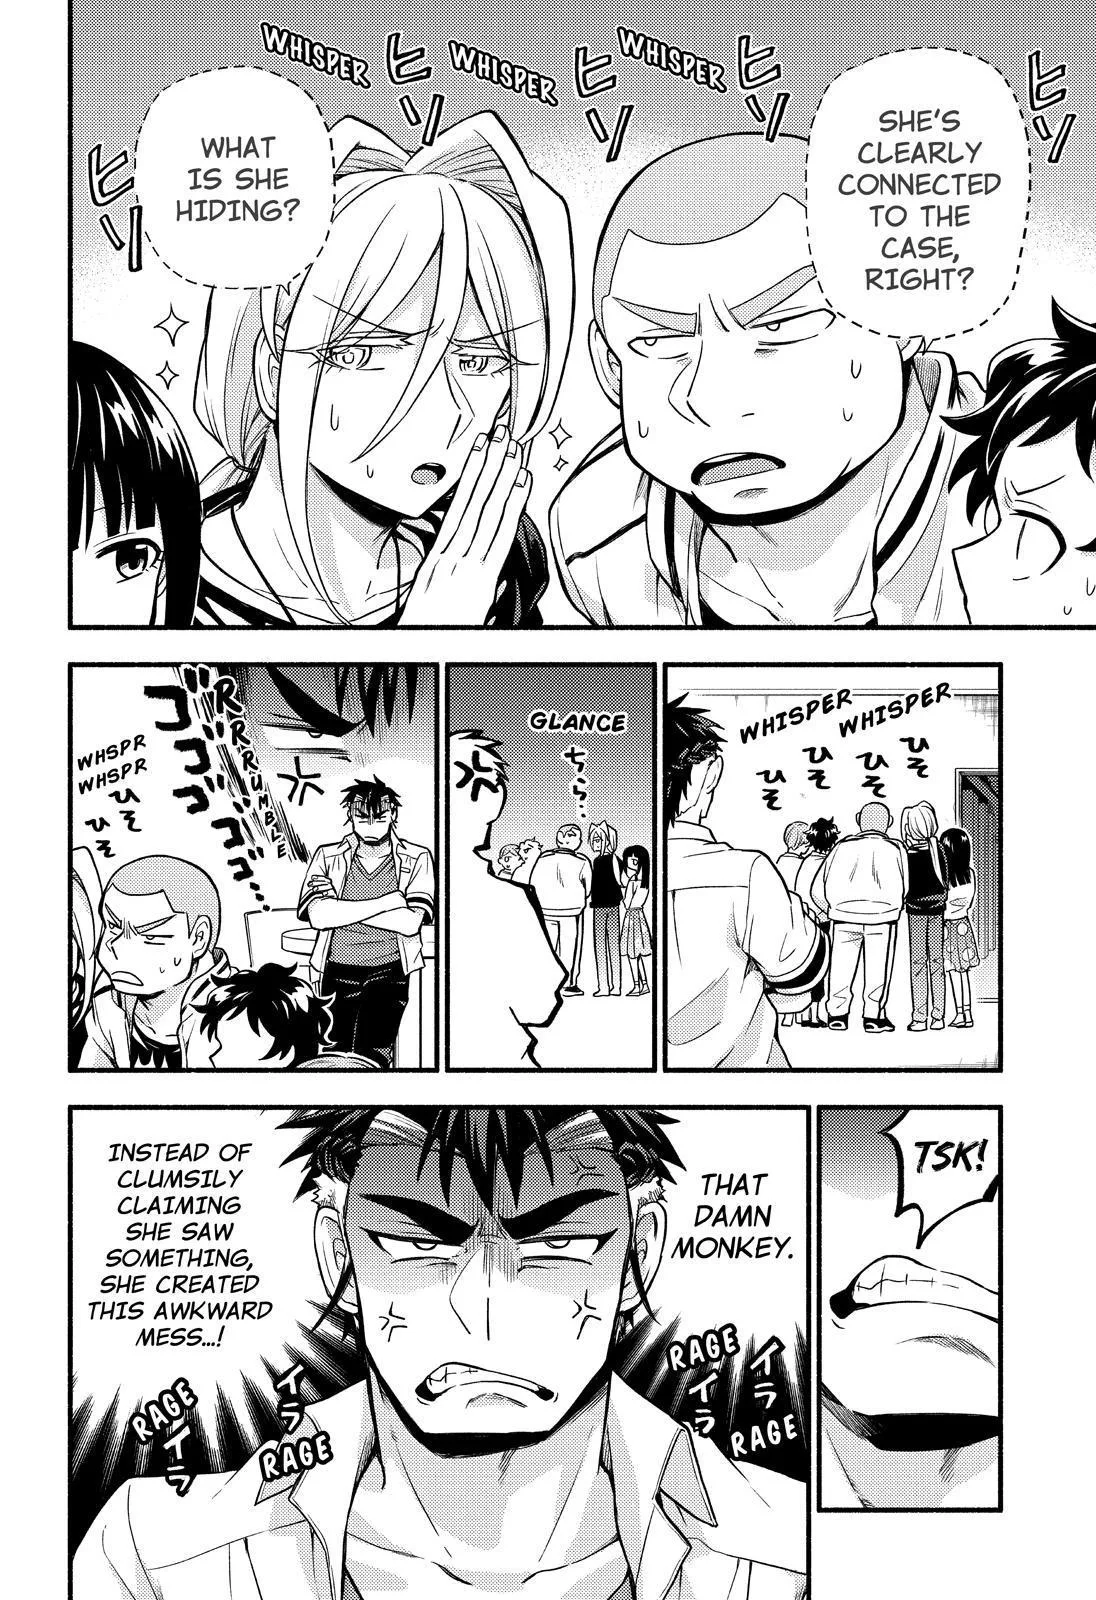 SHE'S
CLEARLY
CONNECTED
TO THE
CASE,
RIGHT?
WHAT
IS SHE
HIDING?
ヒソ
WHISPER
ヒソ
WHISPER
ヒソ
WHISPER
ヒソ
ヒソ
WHISPER
WHISPER
ひそ
ひそ
ひそ
GLANCE
ちら…
RRRRUMBLE
ゴゴゴゴ…
WHSPR
WHSPR
ひそ
ひそ
TSK!
THAT
DAMN
MONKEY.
INSTEAD OF
CLUMSILY
CLAIMING
SHE SAW
SOMETHING,
SHE CREATED
THIS AWKWARD
MESS...!
RAGE
イラ
イラ
RAGE
イラ
RAGE
RAGE
イラ